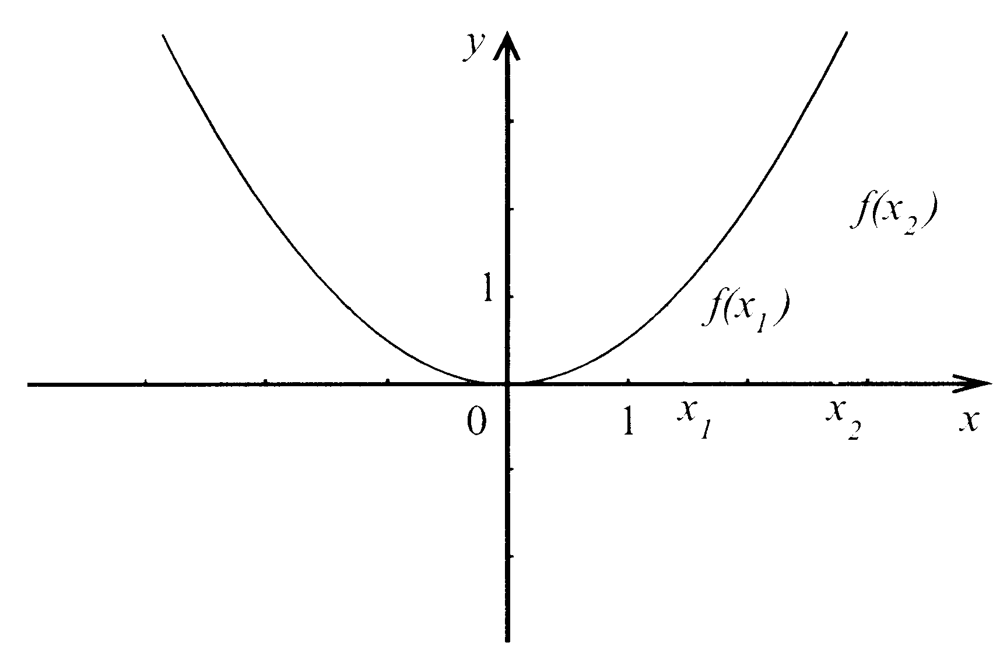 y
f(x₂)
1
f(x₁)
0 1 x₁ x₂ x